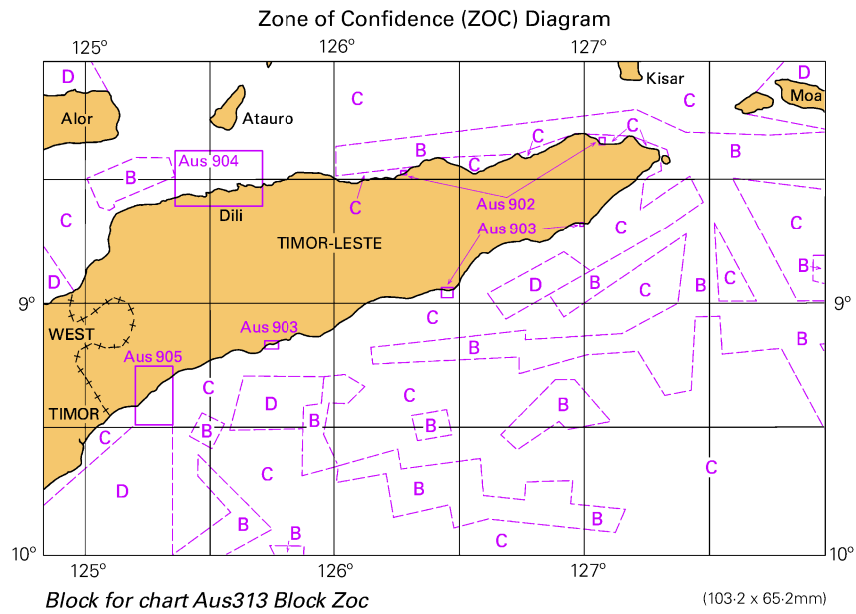 Zone of Confidence (ZOC) Diagram
125° 126° 127°
D C C D
Kisar
Moa
Alor Atauro
C
C
B B
Aus 904 C
B
Aus 902
C
Dili
C C C
Aus 903
TIMOR-LESTE
B
D D B C B C
9° 9°
C
Aus 903
WEST B B
Aus 905
C C
D B
TIMOR B B B
C
C C
D B
B B B
C
10° 10°
125° 126° 127°
Block for chart Aus313 Block Zoc
(103·2 x 65·2mm)